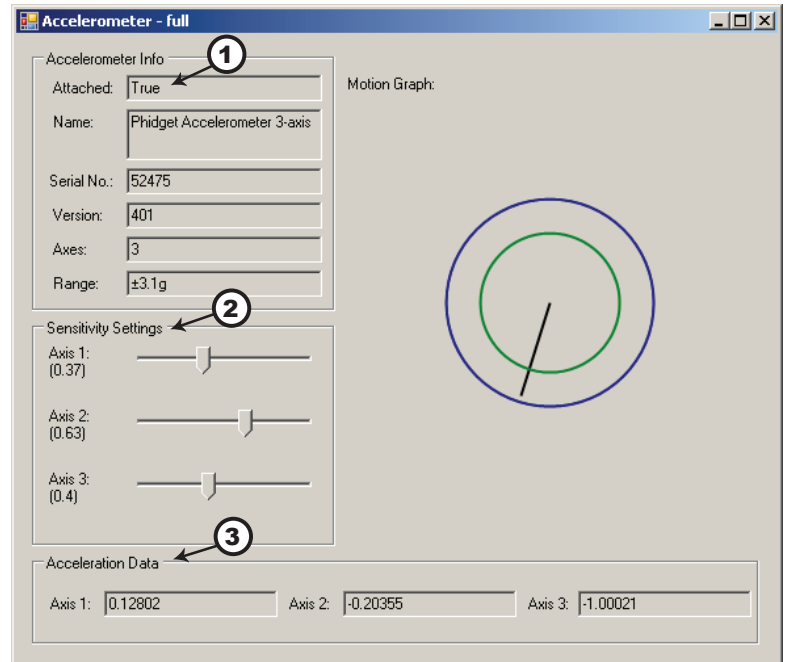 Accelerometer - full
1
Accelerometer Info
Attached: True
Name: Phidget Accelerometer 3-axis
Serial No.: 52475
Version: 401
Axes: 3
Range: ±3.1g
Motion Graph:
2
Sensitivity Settings
Axis 1:
(0.37)
Axis 2:
(0.63)
Axis 3:
(0.4)
3
Acceleration Data
Axis 1: 0.12802 Axis 2: -0.20355 Axis 3: -1.00021